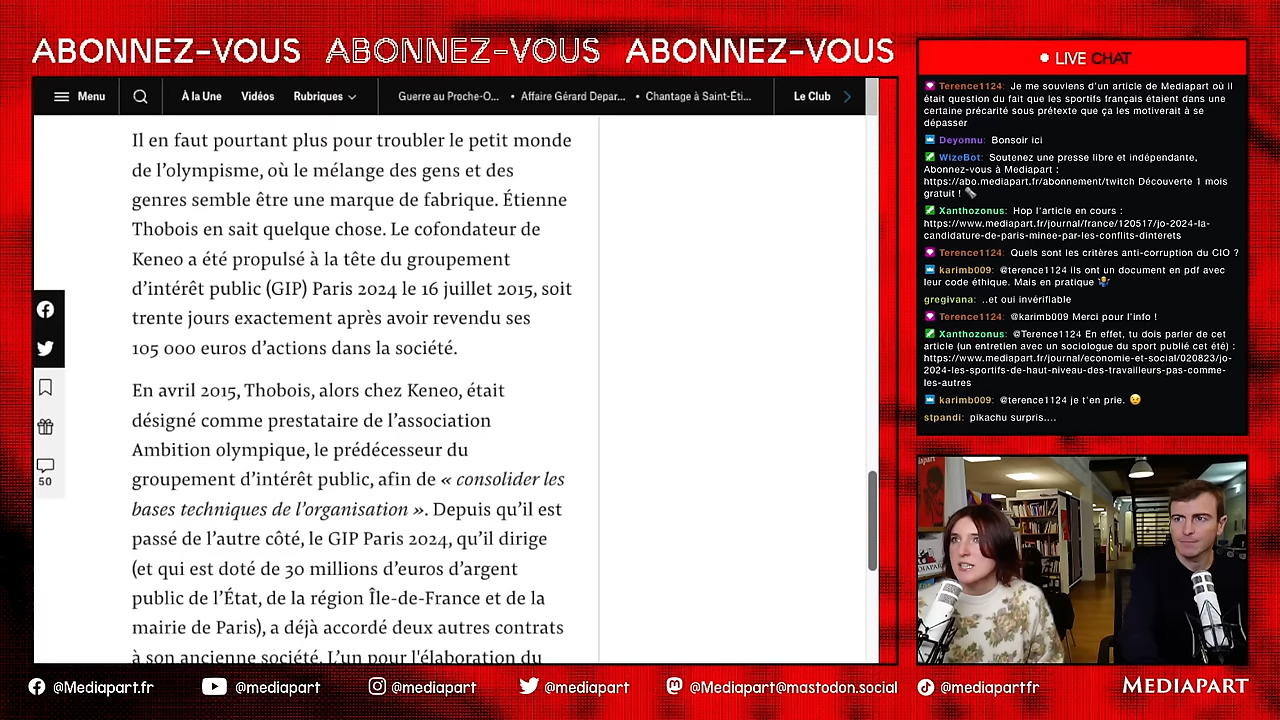 ABONNEZ-VOUS ABONNEZ-VOUS ABONNEZ-VOUS
Menu
À la Une Vidéos Rubriques
Guerre au Proche-O... • Affaire Gérard Depar... • Chantage à Saint-Éti...
Le Club
Il en faut pourtant plus pour troubler le petit monde
de l’olympisme, où le mélange des gens et des
genres semble être une marque de fabrique. Étienne
Thobois en sait quelque chose. Le cofondateur de
Keneo a été propulsé à la tête du groupement
d’intérêt public (GIP) Paris 2024 le 16 juillet 2015, soit
trente jours exactement après avoir revendu ses
105 000 euros d’actions dans la société.
En avril 2015, Thobois, alors chez Keneo, était
désigné comme prestataire de l’association
Ambition olympique, le prédécesseur du
groupement d’intérêt public, afin de « consolider les
bases techniques de l’organisation ». Depuis qu’il est
passé de l’autre côté, le GIP Paris 2024, qu’il dirige
(et qui est doté de 30 millions d’euros d’argent
public de l’État, de la région Île-de-France et de la
mairie de Paris), a déjà accordé deux autres contrats
à son ancienne société. L’un pour l'élaboration du
50
LIVE CHAT
Terence1124: Je me souviens d'un article de Mediapart où il
était question du fait que les sportifs français étaient dans une
certaine précarité sous prétexte que ça les motiverait à se
dépasser
Deyonnu: Bonsoir ici
WizeBot: Soutenez une presse libre et indépendante,
Abonnez-vous à Mediapart :
https://abo.mediapart.fr/abonnement/twitch Découverte 1 mois
gratuit !
Xanthozonus: Hop l'article en cours :
https://www.mediapart.fr/journal/france/120517/jo-2024-la-
candidature-de-paris-minee-par-les-conflits-dinterets
Terence1124: Quels sont les critères anti-corruption du CIO ?
karimb009: @terence1124 ils ont un document en pdf avec
leur code éthique. Mais en pratique
gregivana: ..et oui invérifiable
Terence1124: @karimb009 Merci pour l'info !
Xanthozonus: @Terence1124 En effet, tu dois parler de cet
article (un entretien avec un sociologue du sport publié cet été) :
https://www.mediapart.fr/journal/economie-et-social/020823/jo-
2024-les-sportifs-de-haut-niveau-des-travailleurs-pas-comme-
les-autres
karimb009: @terence1124 je t'en prie.
stpandi: pikachu surpris....
@Mediapart.fr @mediapart @mediapart @mediapart @Mediapart@mastodon.social @mediapartfr MEDIAPART